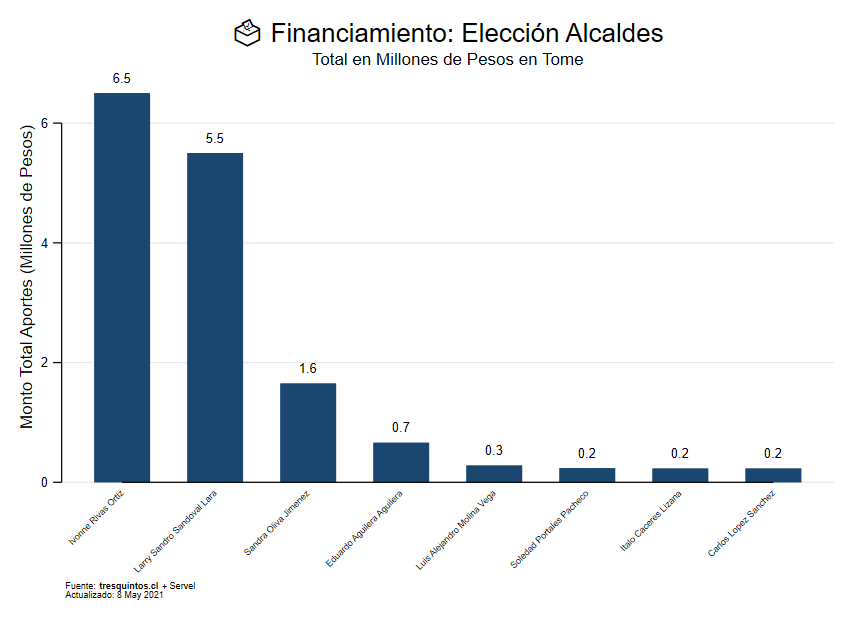 Financiamiento: Elección Alcaldes
Total en Millones de Pesos en Tome
Monto Total Aportes (Millones de Pesos)
6
4
2
0
6.5
5.5
1.6
0.7
0.3
0.2
0.2
0.2
Ivonne Rivas Ortiz
Larry Sandro Sandoval Lara
Sandra Oliva Jimenez
Eduardo Aguilera Aguilera
Luis Alejandro Molina Vega
Soledad Portales Pacheco
Italo Caceres Lizana
Carlos Lopez Sanchez
Fuente: tresquintos.cl + Servel
Actualizado: 8 May 2021